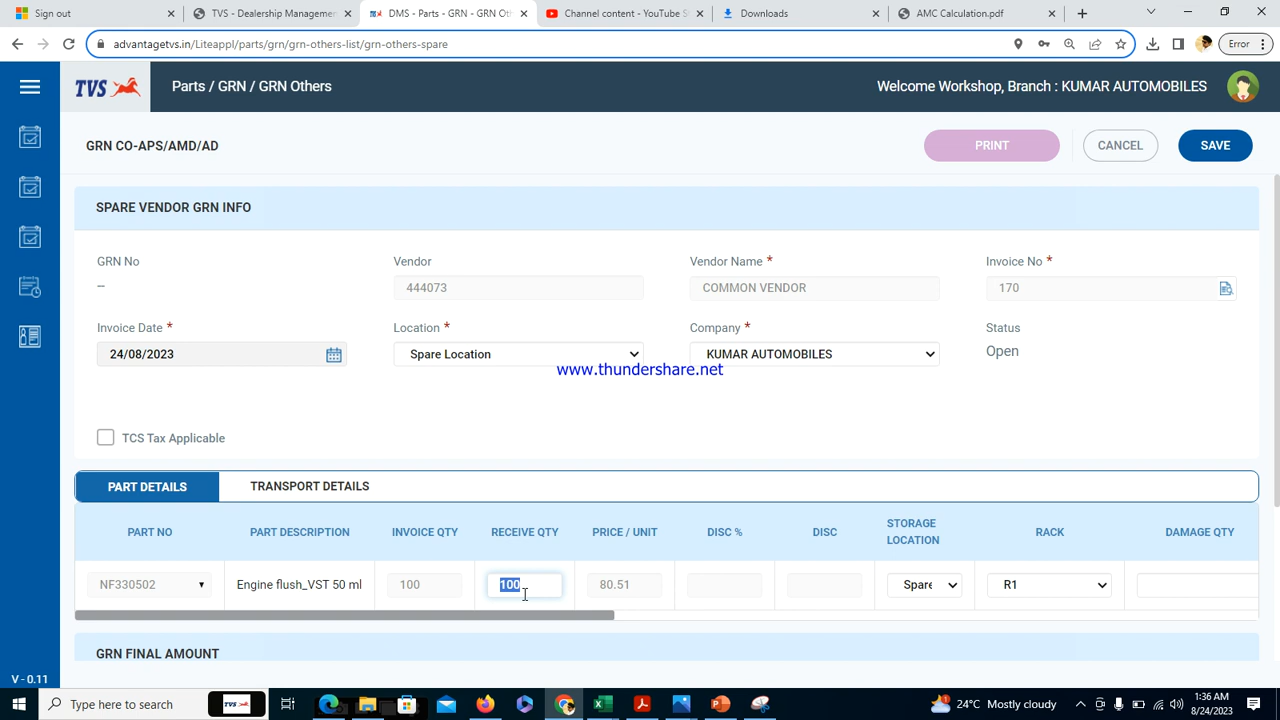 Sign out
TVS - Dealership Managemen
DMS - Parts - GRN - GRN Oth
Channel content - YouTube S
Downloads
AMC Calculation.pdf
advantagetvs.in/Liteappl/parts/grn/grn-others-list/grn-others-spare
Error
TVS
Parts / GRN / GRN Others
Welcome Workshop, Branch : KUMAR AUTOMOBILES
GRN CO-APS/AMD/AD
PRINT
CANCEL
SAVE
SPARE VENDOR GRN INFO
GRN No
Vendor
Vendor Name *
Invoice No *
--
444073
COMMON VENDOR
170
Invoice Date *
Location *
Company *
Status
24/08/2023
Spare Location
KUMAR AUTOMOBILES
Open
www.thundershare.net
TCS Tax Applicable
PART DETAILS
TRANSPORT DETAILS
PART NO
PART DESCRIPTION
INVOICE QTY
RECEIVE QTY
PRICE / UNIT
DISC %
DISC
STORAGE
LOCATION
RACK
DAMAGE QTY
NF330502
Engine flush_VST 50 ml
100
100
80.51
Spare
R1
GRN FINAL AMOUNT
V - 0.11
Type here to search
TVS
24°C Mostly cloudy
1:36 AM
8/24/2023